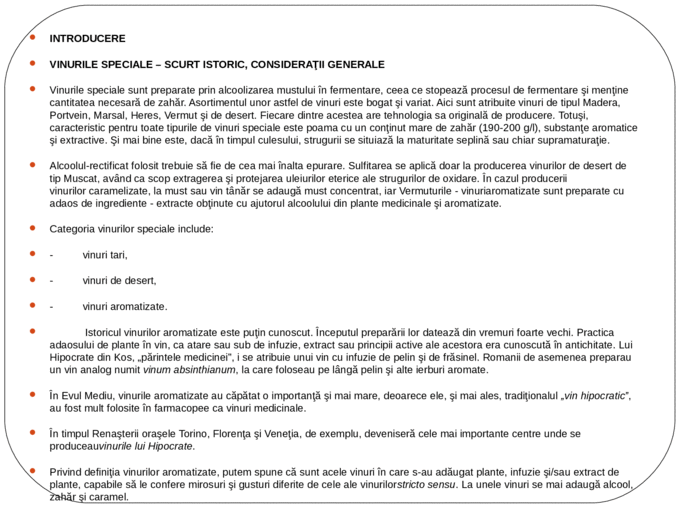 INTRODUCERE
VINURILE SPECIALE – SCURT ISTORIC, CONSIDERAŢII GENERALE
Vinurile speciale sunt preparate prin alcoolizarea mustului în fermentare, ceea ce stopează procesul de fermentare şi menţine
cantitatea necesară de zahăr. Asortimentul unor astfel de vinuri este bogat şi variat. Aici sunt atribuite vinuri de tipul Madera,
Portvein, Marsal, Heres, Vermut şi de desert. Fiecare dintre acestea are tehnologia sa originală de producere. Totuşi,
caracteristic pentru toate tipurile de vinuri speciale este poama cu un conţinut mare de zahăr (190-200 g/l), substanţe aromatice
şi extractive. Şi mai bine este, dacă în timpul culesului, strugurii se situiază la maturitate seplină sau chiar supramaturaţie.
Alcoolul-rectificat folosit trebuie să fie de cea mai înalta epurare. Sulfitarea se aplică doar la producerea vinurilor de desert de
tip Muscat, având ca scop extragerea şi protejarea uleiurilor eterice ale strugurilor de oxidare. În cazul producerii
vinurilor caramelizate, la must sau vin tânăr se adaugă must concentrat, iar Vermuturile - vinuriaromatizate sunt preparate cu
adaos de ingrediente - extracte obţinute cu ajutorul alcoolului din plante medicinale şi aromatizate.
Categoria vinurilor speciale include:
- vinuri tari,
- vinuri de desert,
- vinuri aromatizate.
Istoricul vinurilor aromatizate este puţin cunoscut. Începutul preparării lor datează din vremuri foarte vechi. Practica
adaosului de plante în vin, ca atare sau sub de infuzie, extract sau principii active ale acestora era cunoscută în antichitate. Lui
Hipocrate din Kos, „părintele medicinei”, i se atribuie unui vin cu infuzie de pelin şi de frăsinel. Romanii de asemenea preparau
un vin analog numit vinum absinthianum, la care foloseau pe lângă pelin şi alte ierburi aromate.
În Evul Mediu, vinurile aromatizate au căpătat o importanţă şi mai mare, deoarece ele, şi mai ales, tradiţionalul „vin hipocratic”,
au fost mult folosite în farmacopee ca vinuri medicinale.
În timpul Renaşterii oraşele Torino, Florenţa şi Veneţia, de exemplu, deveniseră cele mai importante centre unde se
produceauvinurile lui Hipocrate.
Privind definiţia vinurilor aromatizate, putem spune că sunt acele vinuri în care s-au adăugat plante, infuzie şi/sau extract de
plante, capabile să le confere mirosuri şi gusturi diferite de cele ale vinurilorstricto sensu. La unele vinuri se mai adaugă alcool,
zahăr şi caramel.